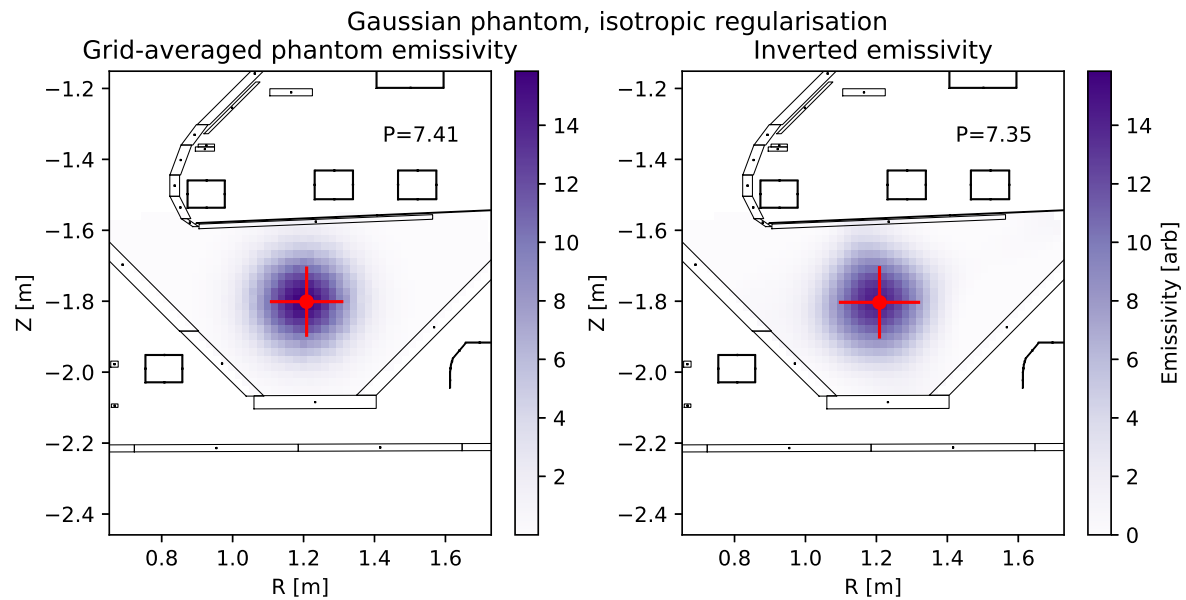 Gaussian phantom, isotropic regularisation
Grid-averaged phantom emissivity
Inverted emissivity
P=7.41
P=7.35
Z [m]
−1.2
−1.4
−1.6
−1.8
−2.0
−2.2
−2.4
0.8 1.0 1.2 1.4 1.6
R [m]
14
12
10
8
6
4
2
Z [m]
−1.2
−1.4
−1.6
−1.8
−2.0
−2.2
−2.4
0.8 1.0 1.2 1.4 1.6
R [m]
14
12
10
8
6
4
2
0
Emissivity [arb]